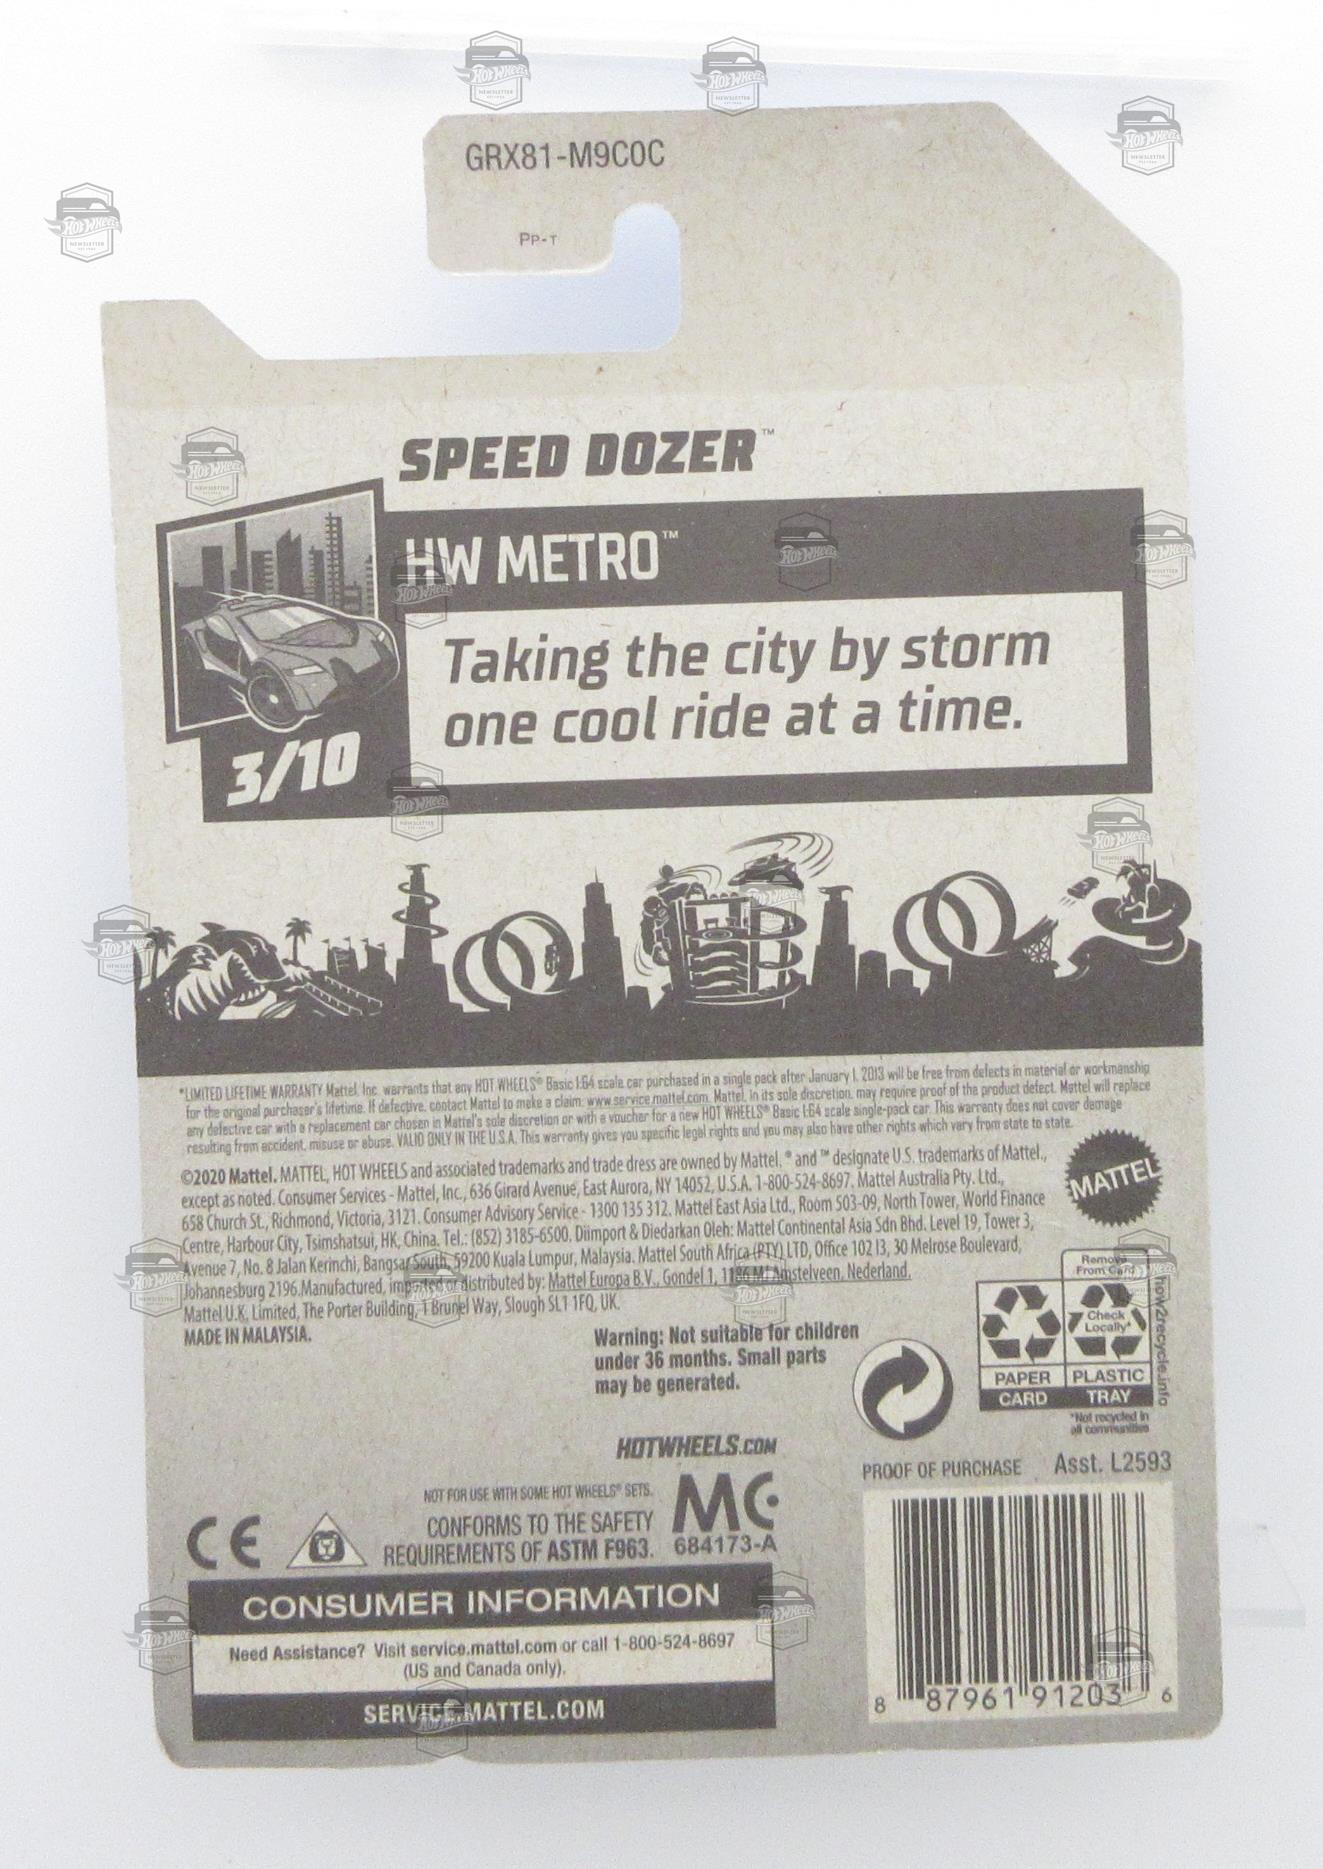 GRX81-M9C0C
PP-T
SPEED DOZER™
HW METRO™
Taking the city by storm
one cool ride at a time.
3/10
*LIMITED LIFETIME WARRANTY Mattel, Inc. warrants that any HOT WHEELS® Basic 1:64 scale car purchased in a single pack after January 1, 2013 will be free from defects in material or workmanship
for the original purchaser's lifetime. If defective, contact Mattel to make a claim: www.service.mattel.com. Mattel, in its sole discretion, may require proof of the product defect. Mattel will replace
any defective car with a replacement car chosen in Mattel's sole discretion or with a voucher for a new HOT WHEELS® Basic 1:64 scale single-pack car. This warranty does not cover damage
resulting from accident, misuse or abuse. VALID ONLY IN THE U.S.A. This warranty gives you specific legal rights and you may also have other rights which vary from state to state.
©2020 Mattel. MATTEL, HOT WHEELS and associated trademarks and trade dress are owned by Mattel. ® and ™ designate U.S. trademarks of Mattel,
except as noted. Consumer Services - Mattel, Inc., 636 Girard Avenue, East Aurora, NY 14052, U.S.A. 1-800-524-8697. Mattel Australia Pty. Ltd.,
658 Church St., Richmond, Victoria, 3121. Consumer Advisory Service - 1300 135 312. Mattel East Asia Ltd., Room 503-09, North Tower, World Finance
Centre, Harbour City, Tsimshatsui, HK, China. Tel.: (852) 3185-6500. Diimport & Diedarkan Oleh: Mattel Continental Asia Sdn Bhd. Level 19, Tower 3,
Avenue 7, No. 8 Jalan Kerinchi, Bangsar South, 59200 Kuala Lumpur, Malaysia. Mattel South Africa (PTY) LTD, Office 102 I3, 30 Melrose Boulevard,
Johannesburg 2196.Manufactured, imported or distributed by: Mattel Europa B.V., Gondel 1, 1186 MJ Amstelveen, Nederland.
Mattel U.K. Limited, The Porter Building, 1 Brunel Way, Slough SL1 1FQ, UK.
MADE IN MALAYSIA.
MATTEL
Warning: Not suitable for children
under 36 months. Small parts
may be generated.
Remove
From Card
Check
Locally*
PAPER
PLASTIC
CARD
TRAY
how2recycle.info
*Not recycled in
all communities
HOTWHEELS.COM
PROOF OF PURCHASE
Asst. L2593
NOT FOR USE WITH SOME HOT WHEELS® SETS.
CONFORMS TO THE SAFETY
REQUIREMENTS OF ASTM F963.
CE
MC
684173-A
CONSUMER INFORMATION
Need Assistance? Visit service.mattel.com or call 1-800-524-8697
(US and Canada only).
SERVICE.MATTEL.COM
8 87961 91203 6
HOT WHEELS
NEWSLETTER